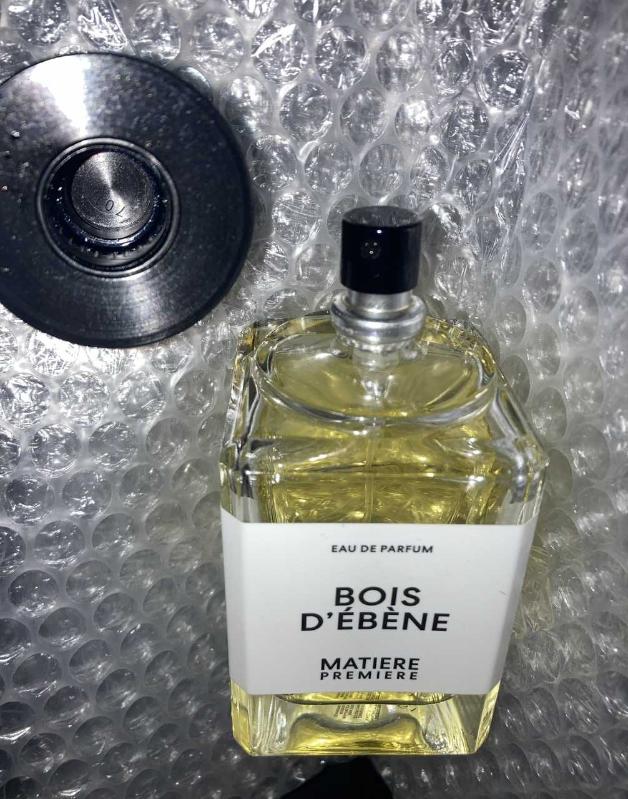 EAU DE PARFUM
BOIS
D'ÉBÈNE
MATIERE
PREMIERE